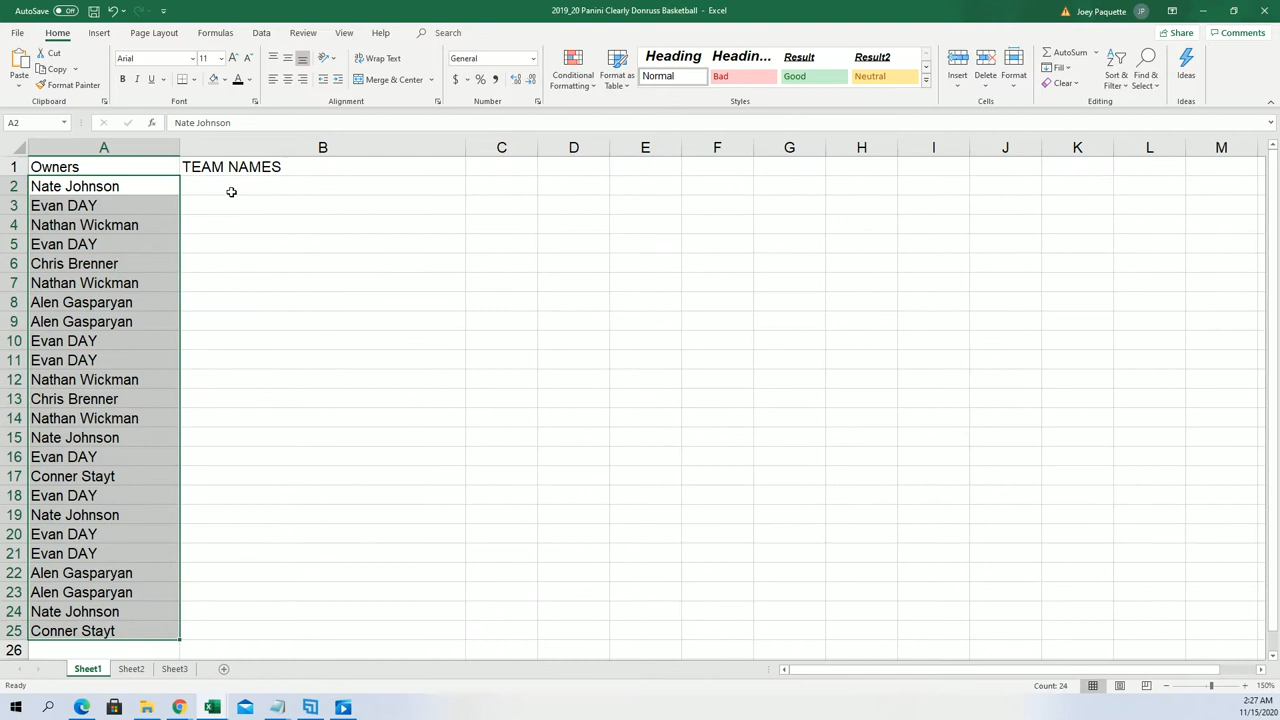 AutoSave Off 2019_20 Panini Clearly Donruss Basketball - Excel Joey Paquette JP
File Home Insert Page Layout Formulas Data Review View Help Search Share Comments
Paste Cut Copy Format Painter Clipboard
Arial 11 A A B I U A Font
ab Wrap Text Merge & Center Alignment
General $ % , Number
Conditional Formatting Format as Table
Heading Headin... Result Result2
Normal Bad Good Neutral
Styles
Insert Delete Format Cells
AutoSum Fill Clear Sort & Filter Find & Select Editing
Ideas Ideas
A2 fx Nate Johnson
A B C D E F G H I J K L M
1 Owners TEAM NAMES
2 Nate Johnson
3 Evan DAY
4 Nathan Wickman
5 Evan DAY
6 Chris Brenner
7 Nathan Wickman
8 Alen Gasparyan
9 Alen Gasparyan
10 Evan DAY
11 Evan DAY
12 Nathan Wickman
13 Chris Brenner
14 Nathan Wickman
15 Nate Johnson
16 Evan DAY
17 Conner Stayt
18 Evan DAY
19 Nate Johnson
20 Evan DAY
21 Evan DAY
22 Alen Gasparyan
23 Alen Gasparyan
24 Nate Johnson
25 Conner Stayt
26
Sheet1 Sheet2 Sheet3
Ready Count: 24 150%
2:27 AM
11/15/2020